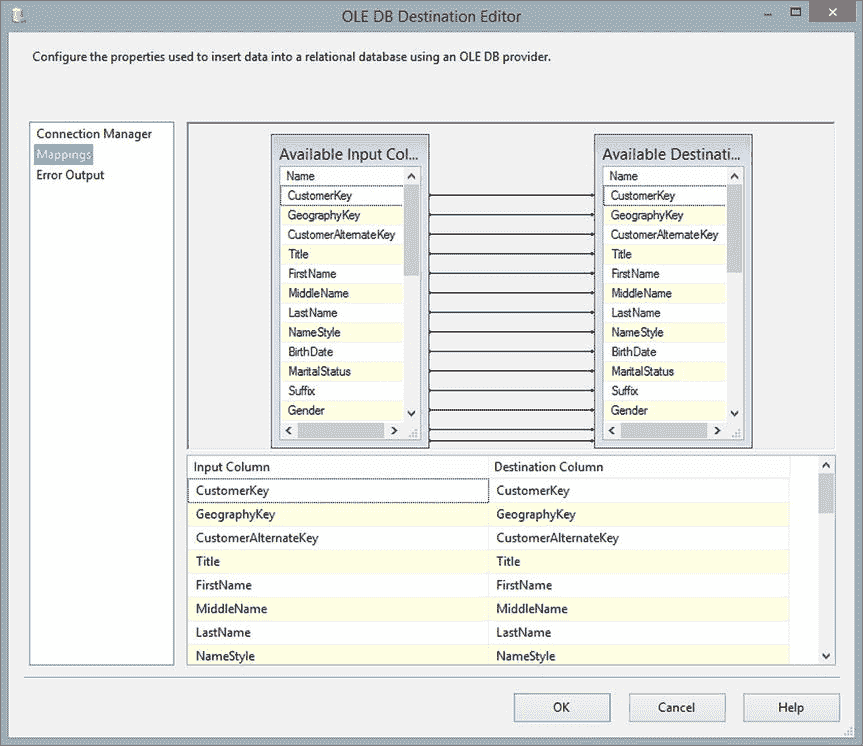 OLE DB Destination Editor
Configure the properties used to insert data into a relational database using an OLE DB provider.
Connection Manager
Mappings
Error Output
Available Input Col...
Name
CustomerKey
GeographyKey
CustomerAlternateKey
Title
FirstName
MiddleName
LastName
NameStyle
BirthDate
MaritalStatus
Suffix
Gender
Available Destinati...
Name
CustomerKey
GeographyKey
CustomerAlternateKey
Title
FirstName
MiddleName
LastName
NameStyle
BirthDate
MaritalStatus
Suffix
Gender
Input Column Destination Column
CustomerKey CustomerKey
GeographyKey GeographyKey
CustomerAlternateKey CustomerAlternateKey
Title Title
FirstName FirstName
MiddleName MiddleName
LastName LastName
NameStyle NameStyle
OK Cancel Help